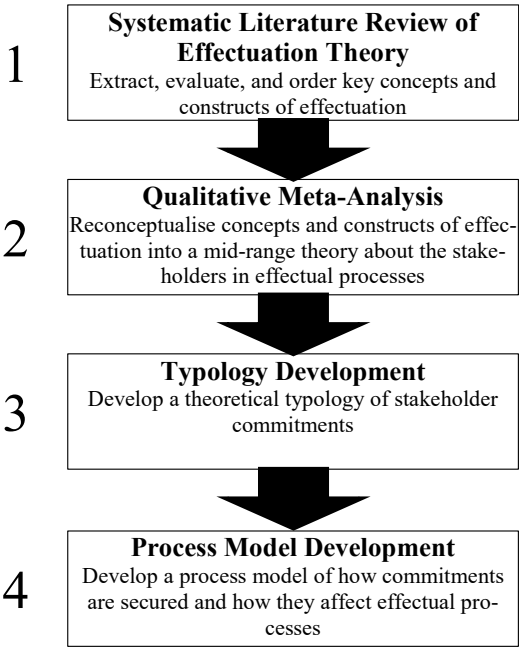 1
Systematic Literature Review of
Effectuation Theory
Extract, evaluate, and order key concepts and
constructs of effectuation
2
Qualitative Meta-Analysis
Reconceptualise concepts and constructs of effec-
tuation into a mid-range theory about the stake-
holders in effectual processes
3
Typology Development
Develop a theoretical typology of stakeholder
commitments
4
Process Model Development
Develop a process model of how commitments
are secured and how they affect effectual pro-
cesses